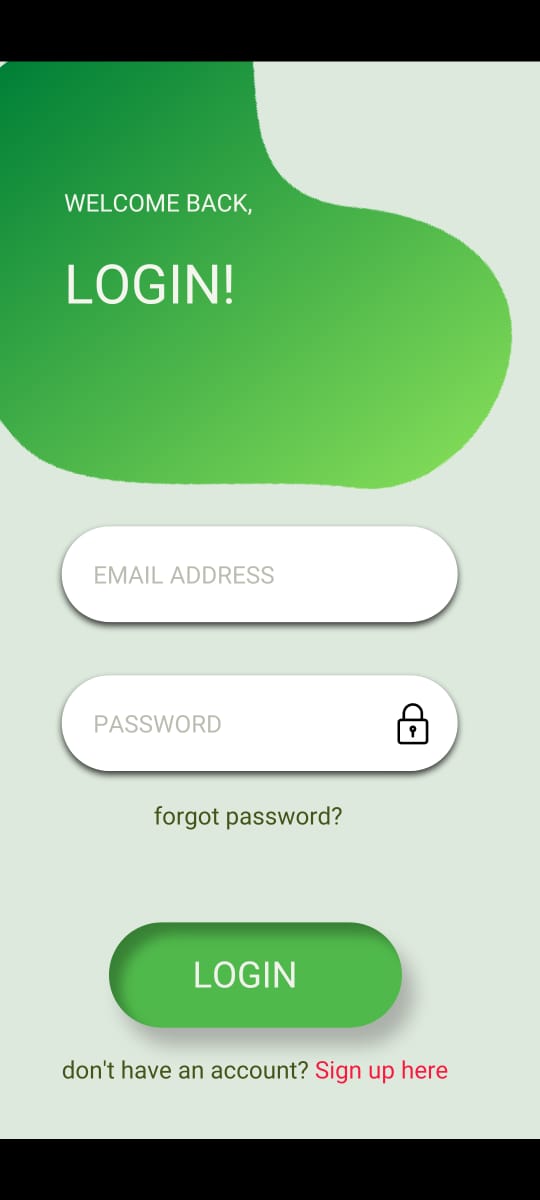 WELCOME BACK,
LOGIN!
EMAIL ADDRESS
PASSWORD
forgot password?
LOGIN
don't have an account? Sign up here